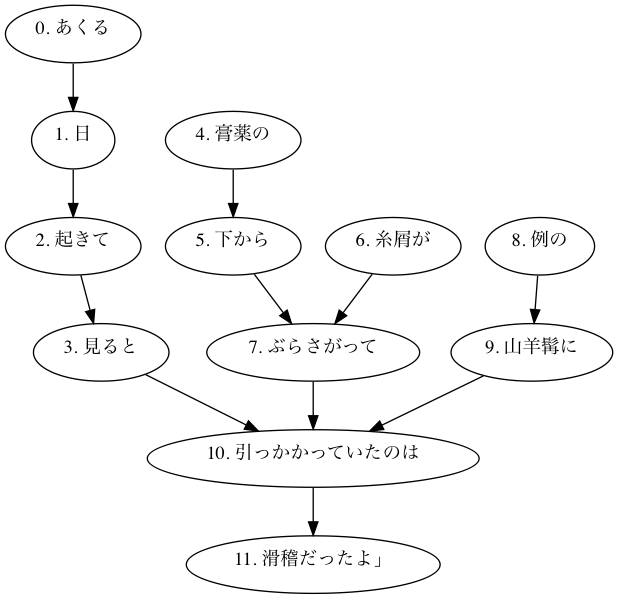 0. あくる
1. 日
4. 膏薬の
2. 起きて
5. 下から
6. 糸屑が
8. 例の
3. 見ると
7. ぶらさがって
9. 山羊髯に
10. 引っかかっていたのは
11. 滑稽だったよ」